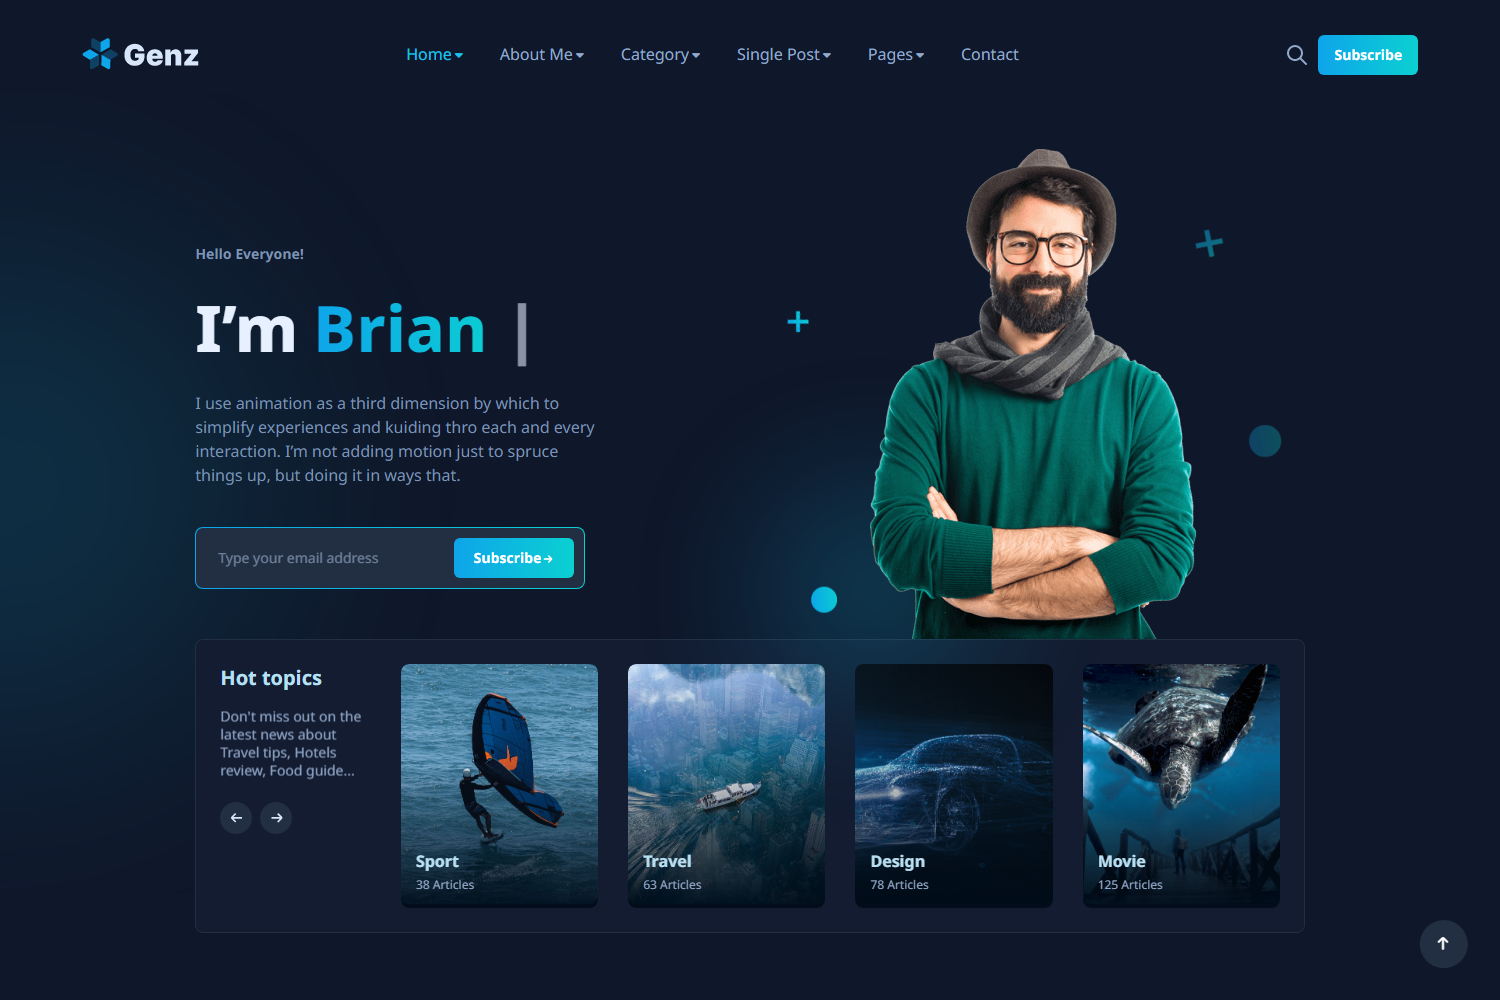 Genz
Home
About Me
Category
Single Post
Pages
Contact
Subscribe
Hello Everyone!
I’m Brian |
I use animation as a third dimension by which to
simplify experiences and kuiding thro each and every
interaction. I’m not adding motion just to spruce
things up, but doing it in ways that.
Type your email address
Subscribe
Hot topics
Don't miss out on the
latest news about
Travel tips, Hotels
review, Food guide...
Sport
38 Articles
Travel
63 Articles
Design
78 Articles
Movie
125 Articles